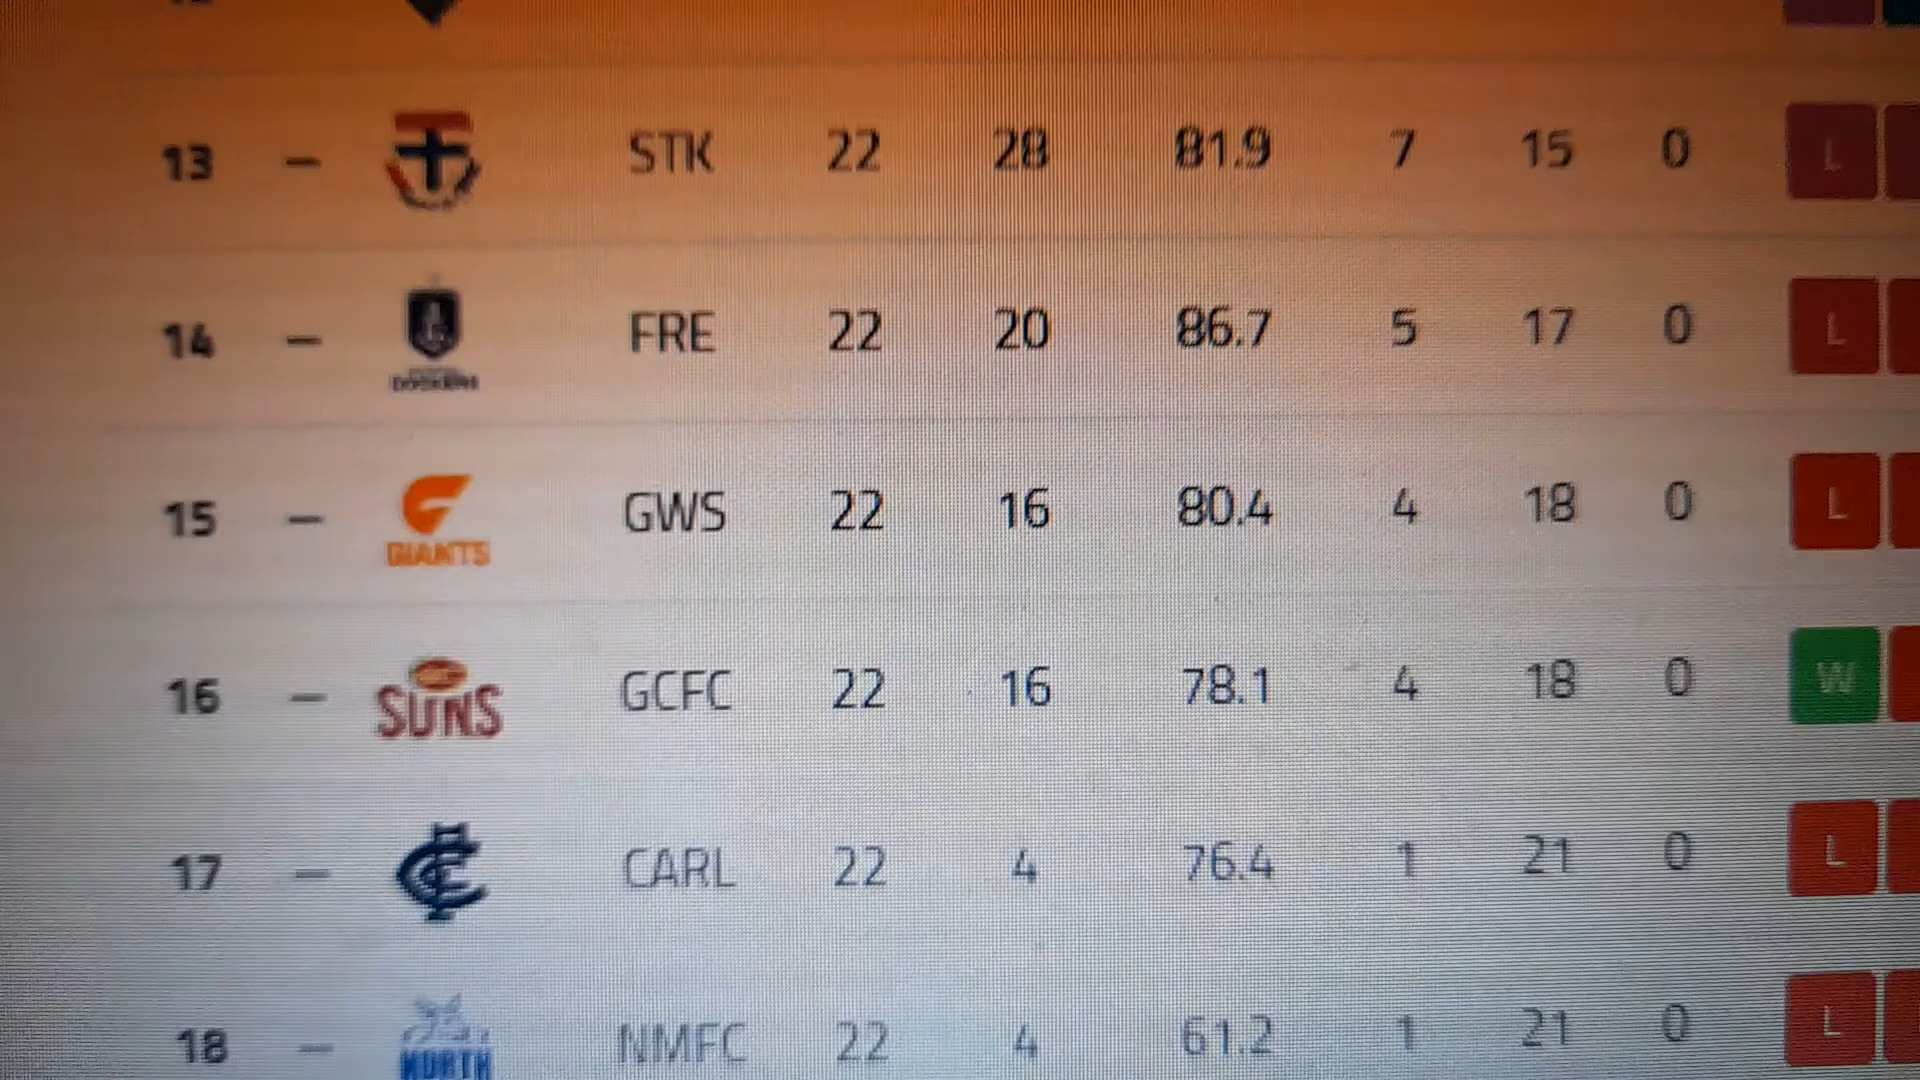 13 – STK 22 28 81.9 7 15 0 L
14 – DOCKERS FRE 22 20 86.7 5 17 0 L
15 – GIANTS GWS 22 16 80.4 4 18 0 L
16 – SUNS GCFC 22 16 78.1 4 18 0 W
17 – CARL 22 4 76.4 1 21 0 L
18 – NORTH NMFC 22 4 61.2 1 21 0 L